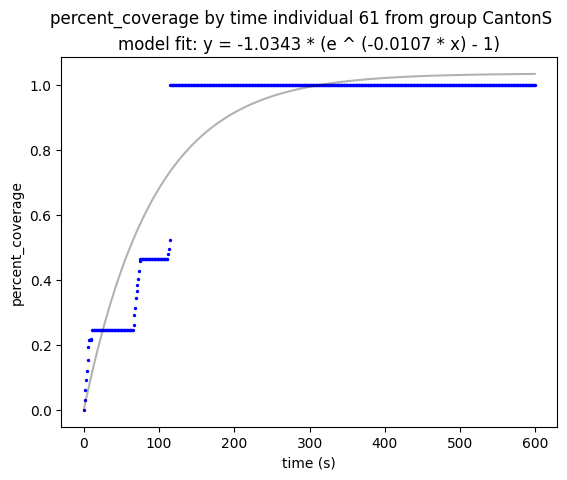 percent_coverage by time individual 61 from group CantonS
model fit: y = -1.0343 * (e ^ (-0.0107 * x) - 1)
1.0
0.8
0.6
0.4
0.2
0.0
percent_coverage
0 100 200 300 400 500 600
time (s)